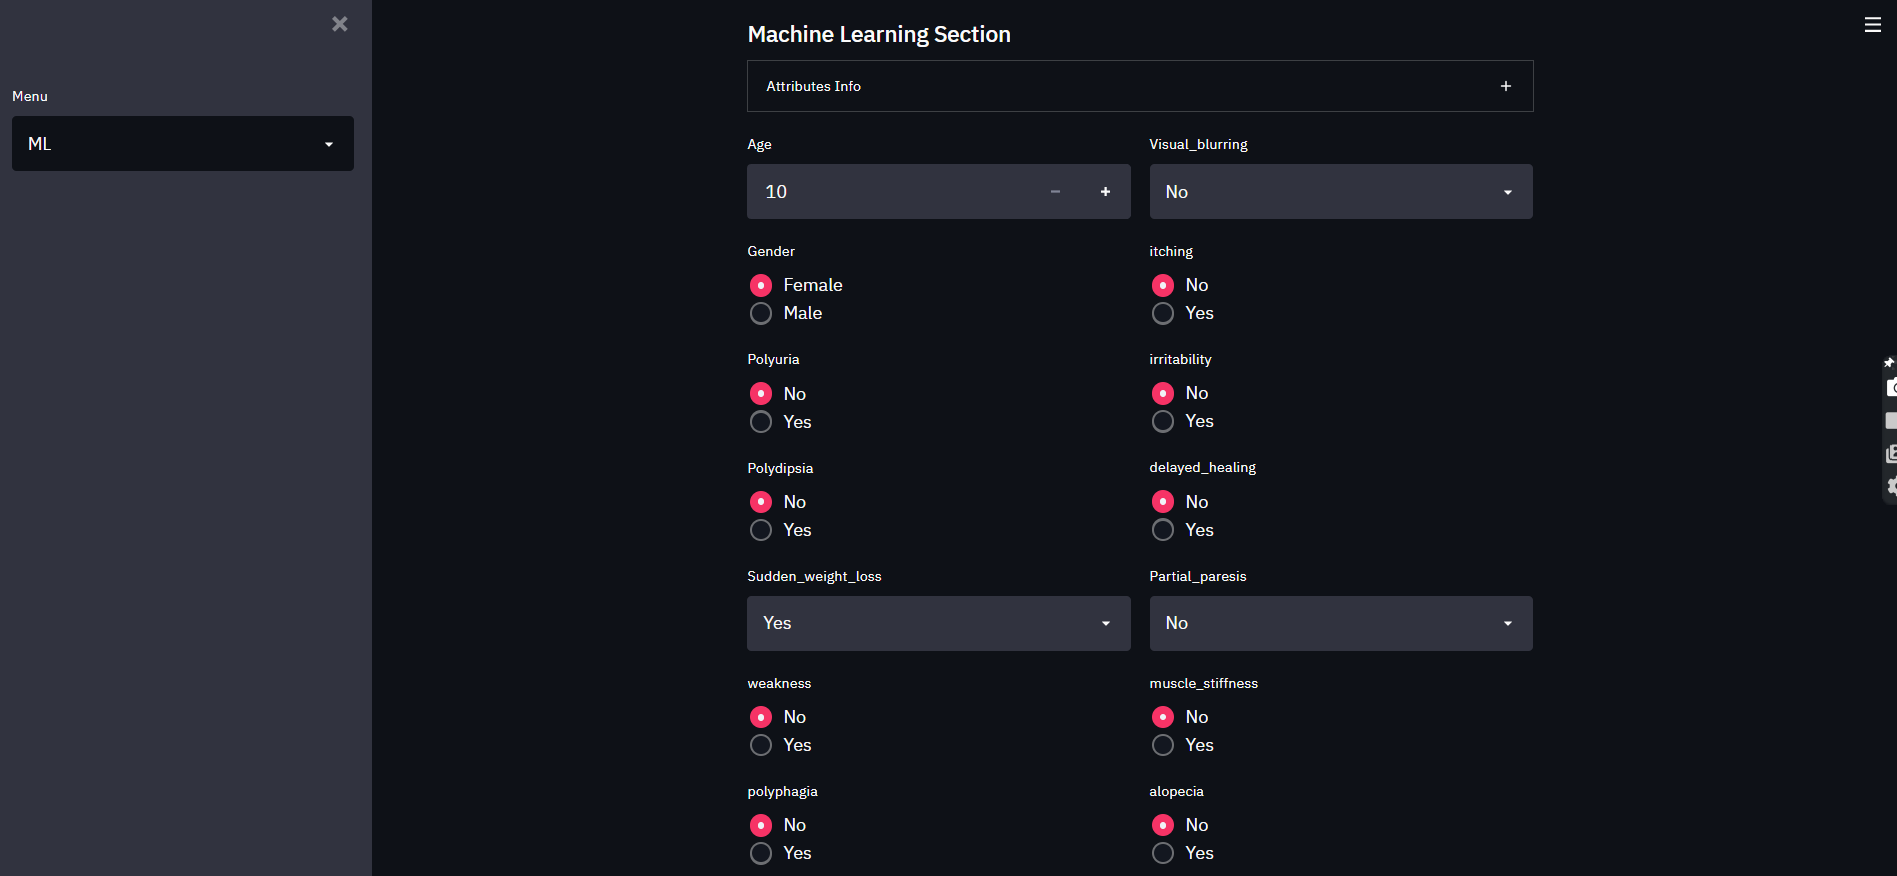 Menu
ML
Machine Learning Section
Attributes Info
Age
10
Gender
Female
Male
Polyuria
No
Yes
Polydipsia
No
Yes
Sudden_weight_loss
Yes
weakness
No
Yes
polyphagia
No
Yes
Visual_blurring
No
itching
No
Yes
irritability
No
Yes
delayed_healing
No
Yes
Partial_paresis
No
muscle_stiffness
No
Yes
alopecia
No
Yes